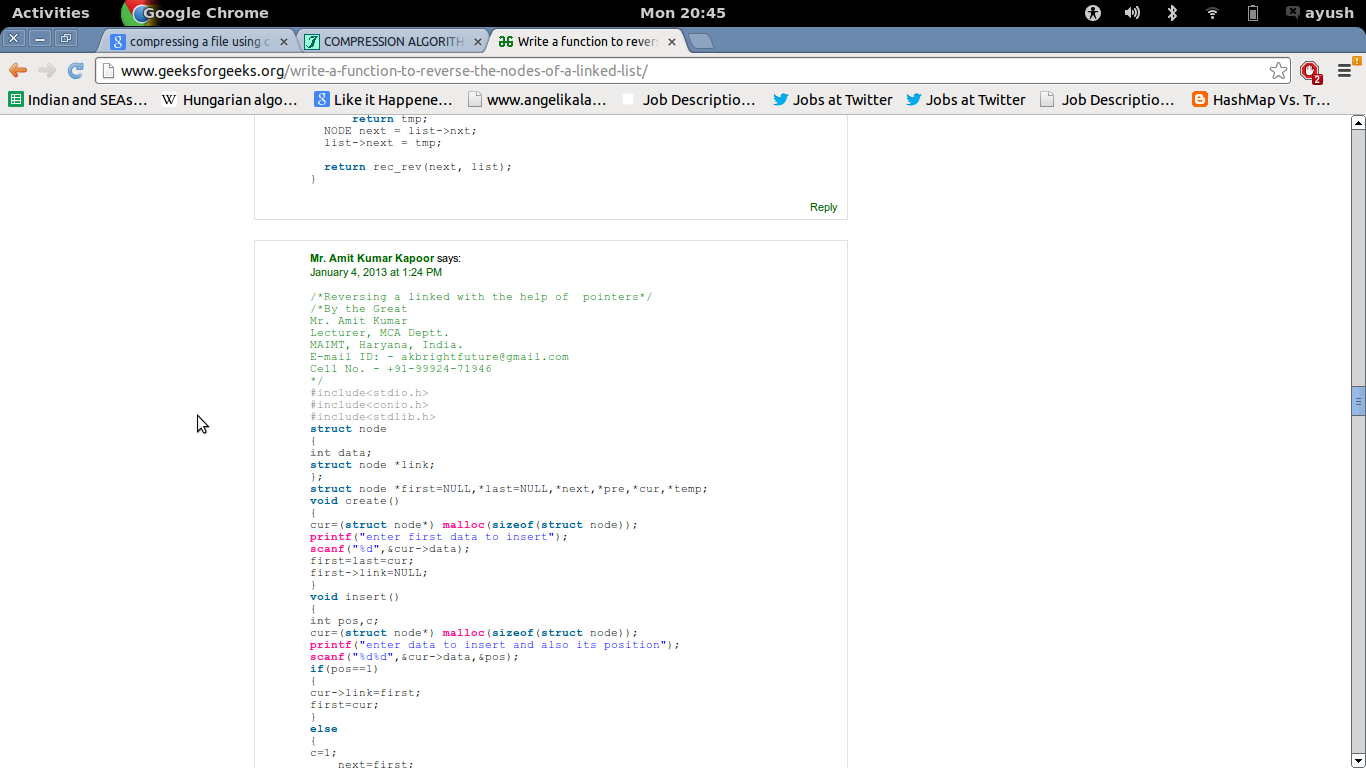 Activities Google Chrome Mon 20:45 ayush
compressing a file using c COMPRESSION ALGORITH Write a function to rever
www.geeksforgeeks.org/write-a-function-to-reverse-the-nodes-of-a-linked-list/ 2
Indian and SEAs... W Hungarian algo... Like it Happene... www.angelikala... Job Descriptio... Jobs at Twitter Jobs at Twitter Job Descriptio... HashMap Vs. Tr...
return tmp;
NODE next = list->nxt;
list->next = tmp;
return rec_rev(next, list);
}
Reply
Mr. Amit Kumar Kapoor says:
January 4, 2013 at 1:24 PM
/*Reversing a linked with the help of  pointers*/
/*By the Great
Mr. Amit Kumar
Lecturer, MCA Deptt.
MAIMT, Haryana, India.
E-mail ID: - akbrightfuture@gmail.com
Cell No. - +91-99924-71946
*/
#include<stdio.h>
#include<conio.h>
#include<stdlib.h>
struct node
{
int data;
struct node *link;
};
struct node *first=NULL,*last=NULL,*next,*pre,*cur,*temp;
void create()
{
cur=(struct node*) malloc(sizeof(struct node));
printf("enter first data to insert");
scanf("%d",&cur->data);
first=last=cur;
first->link=NULL;
}
void insert()
{
int pos,c;
cur=(struct node*) malloc(sizeof(struct node));
printf("enter data to insert and also its position");
scanf("%d%d",&cur->data,&pos);
if(pos==1)
{
cur->link=first;
first=cur;
}
else
{
c=1;
next=first;